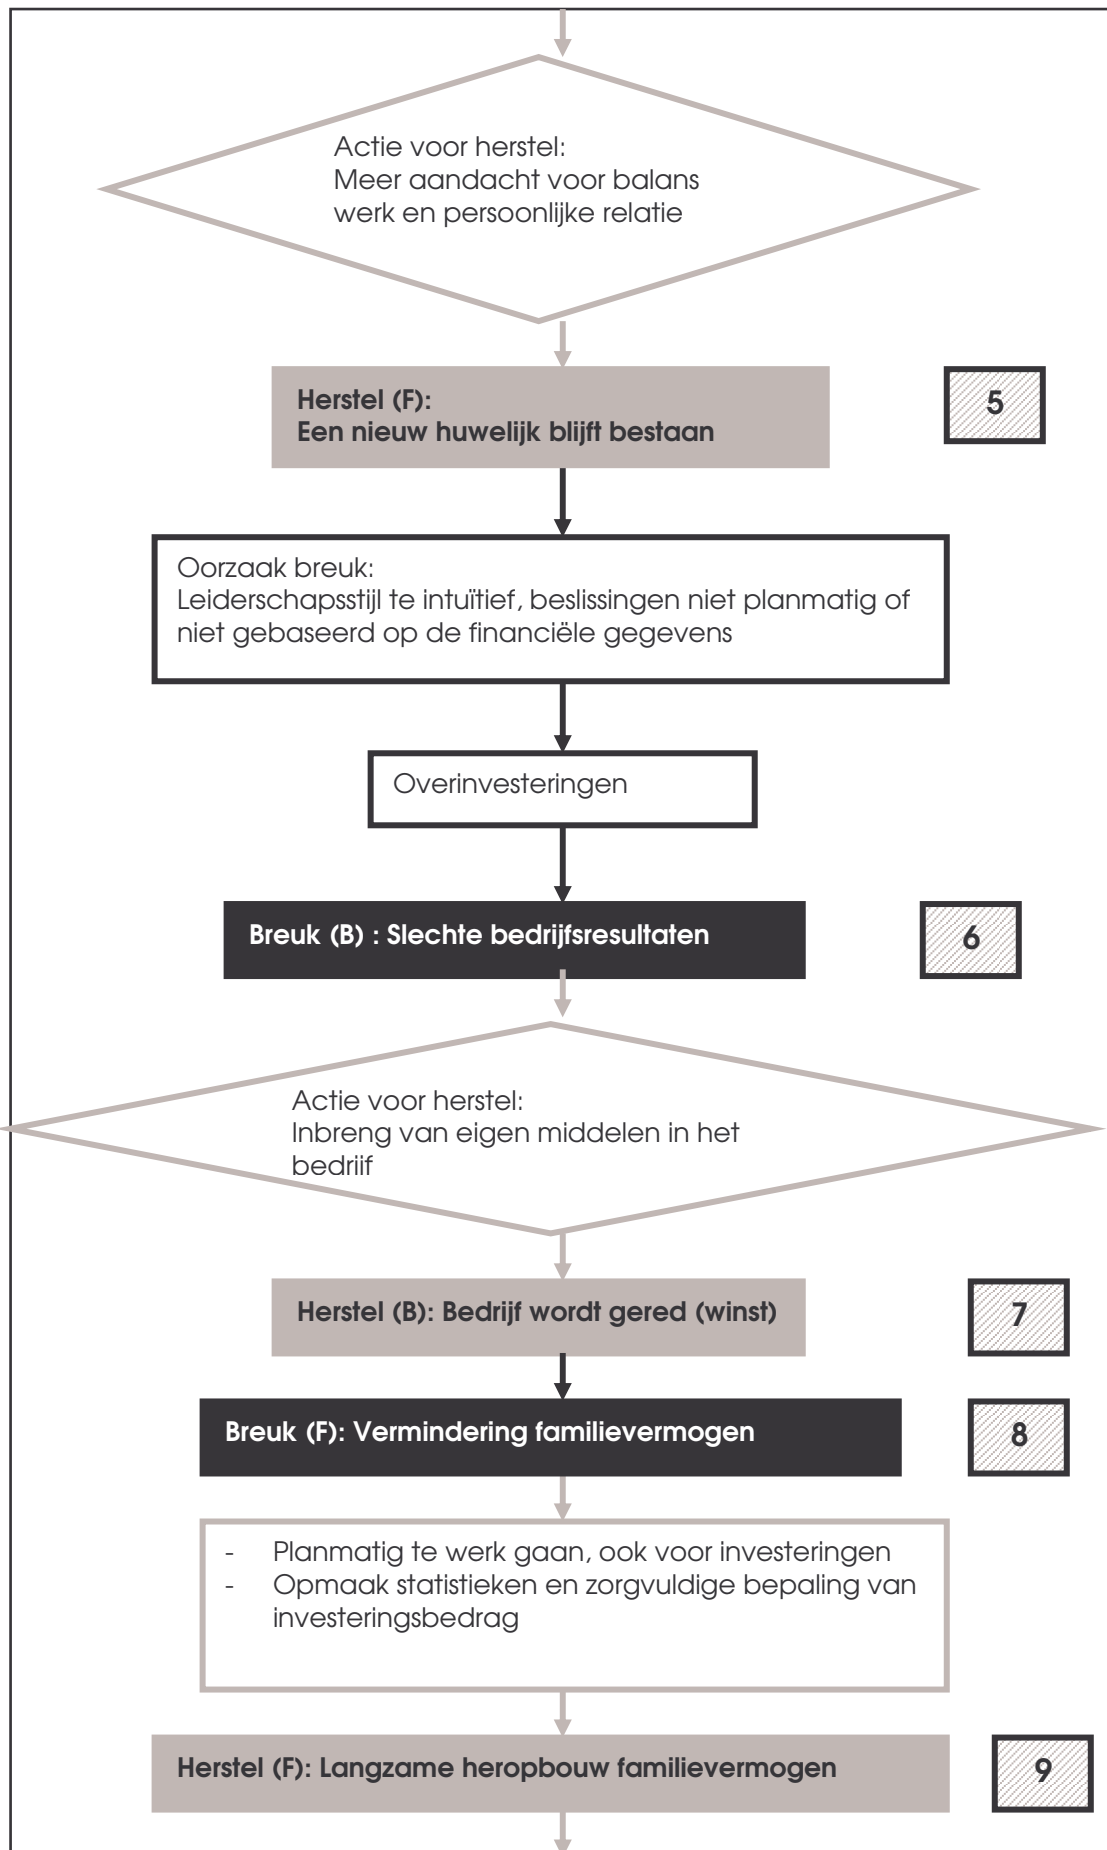 Actie voor herstel:
Meer aandacht voor balans
werk en persoonlijke relatie
Herstel (F):
Een nieuw huwelijk blijft bestaan
5
Oorzaak breuk:
Leiderschapsstijl te intuïtief, beslissingen niet planmatig of
niet gebaseerd op de financiële gegevens
Overinvesteringen
Breuk (B) : Slechte bedrijfsresultaten
6
Actie voor herstel:
Inbreng van eigen middelen in het
bedrijf
Herstel (B): Bedrijf wordt gered (winst)
7
Breuk (F): Vermindering familievermogen
8
- Planmatig te werk gaan, ook voor investeringen
- Opmaak statistieken en zorgvuldige bepaling van
investeringsbedrag
Herstel (F): Langzame heropbouw familievermogen
9